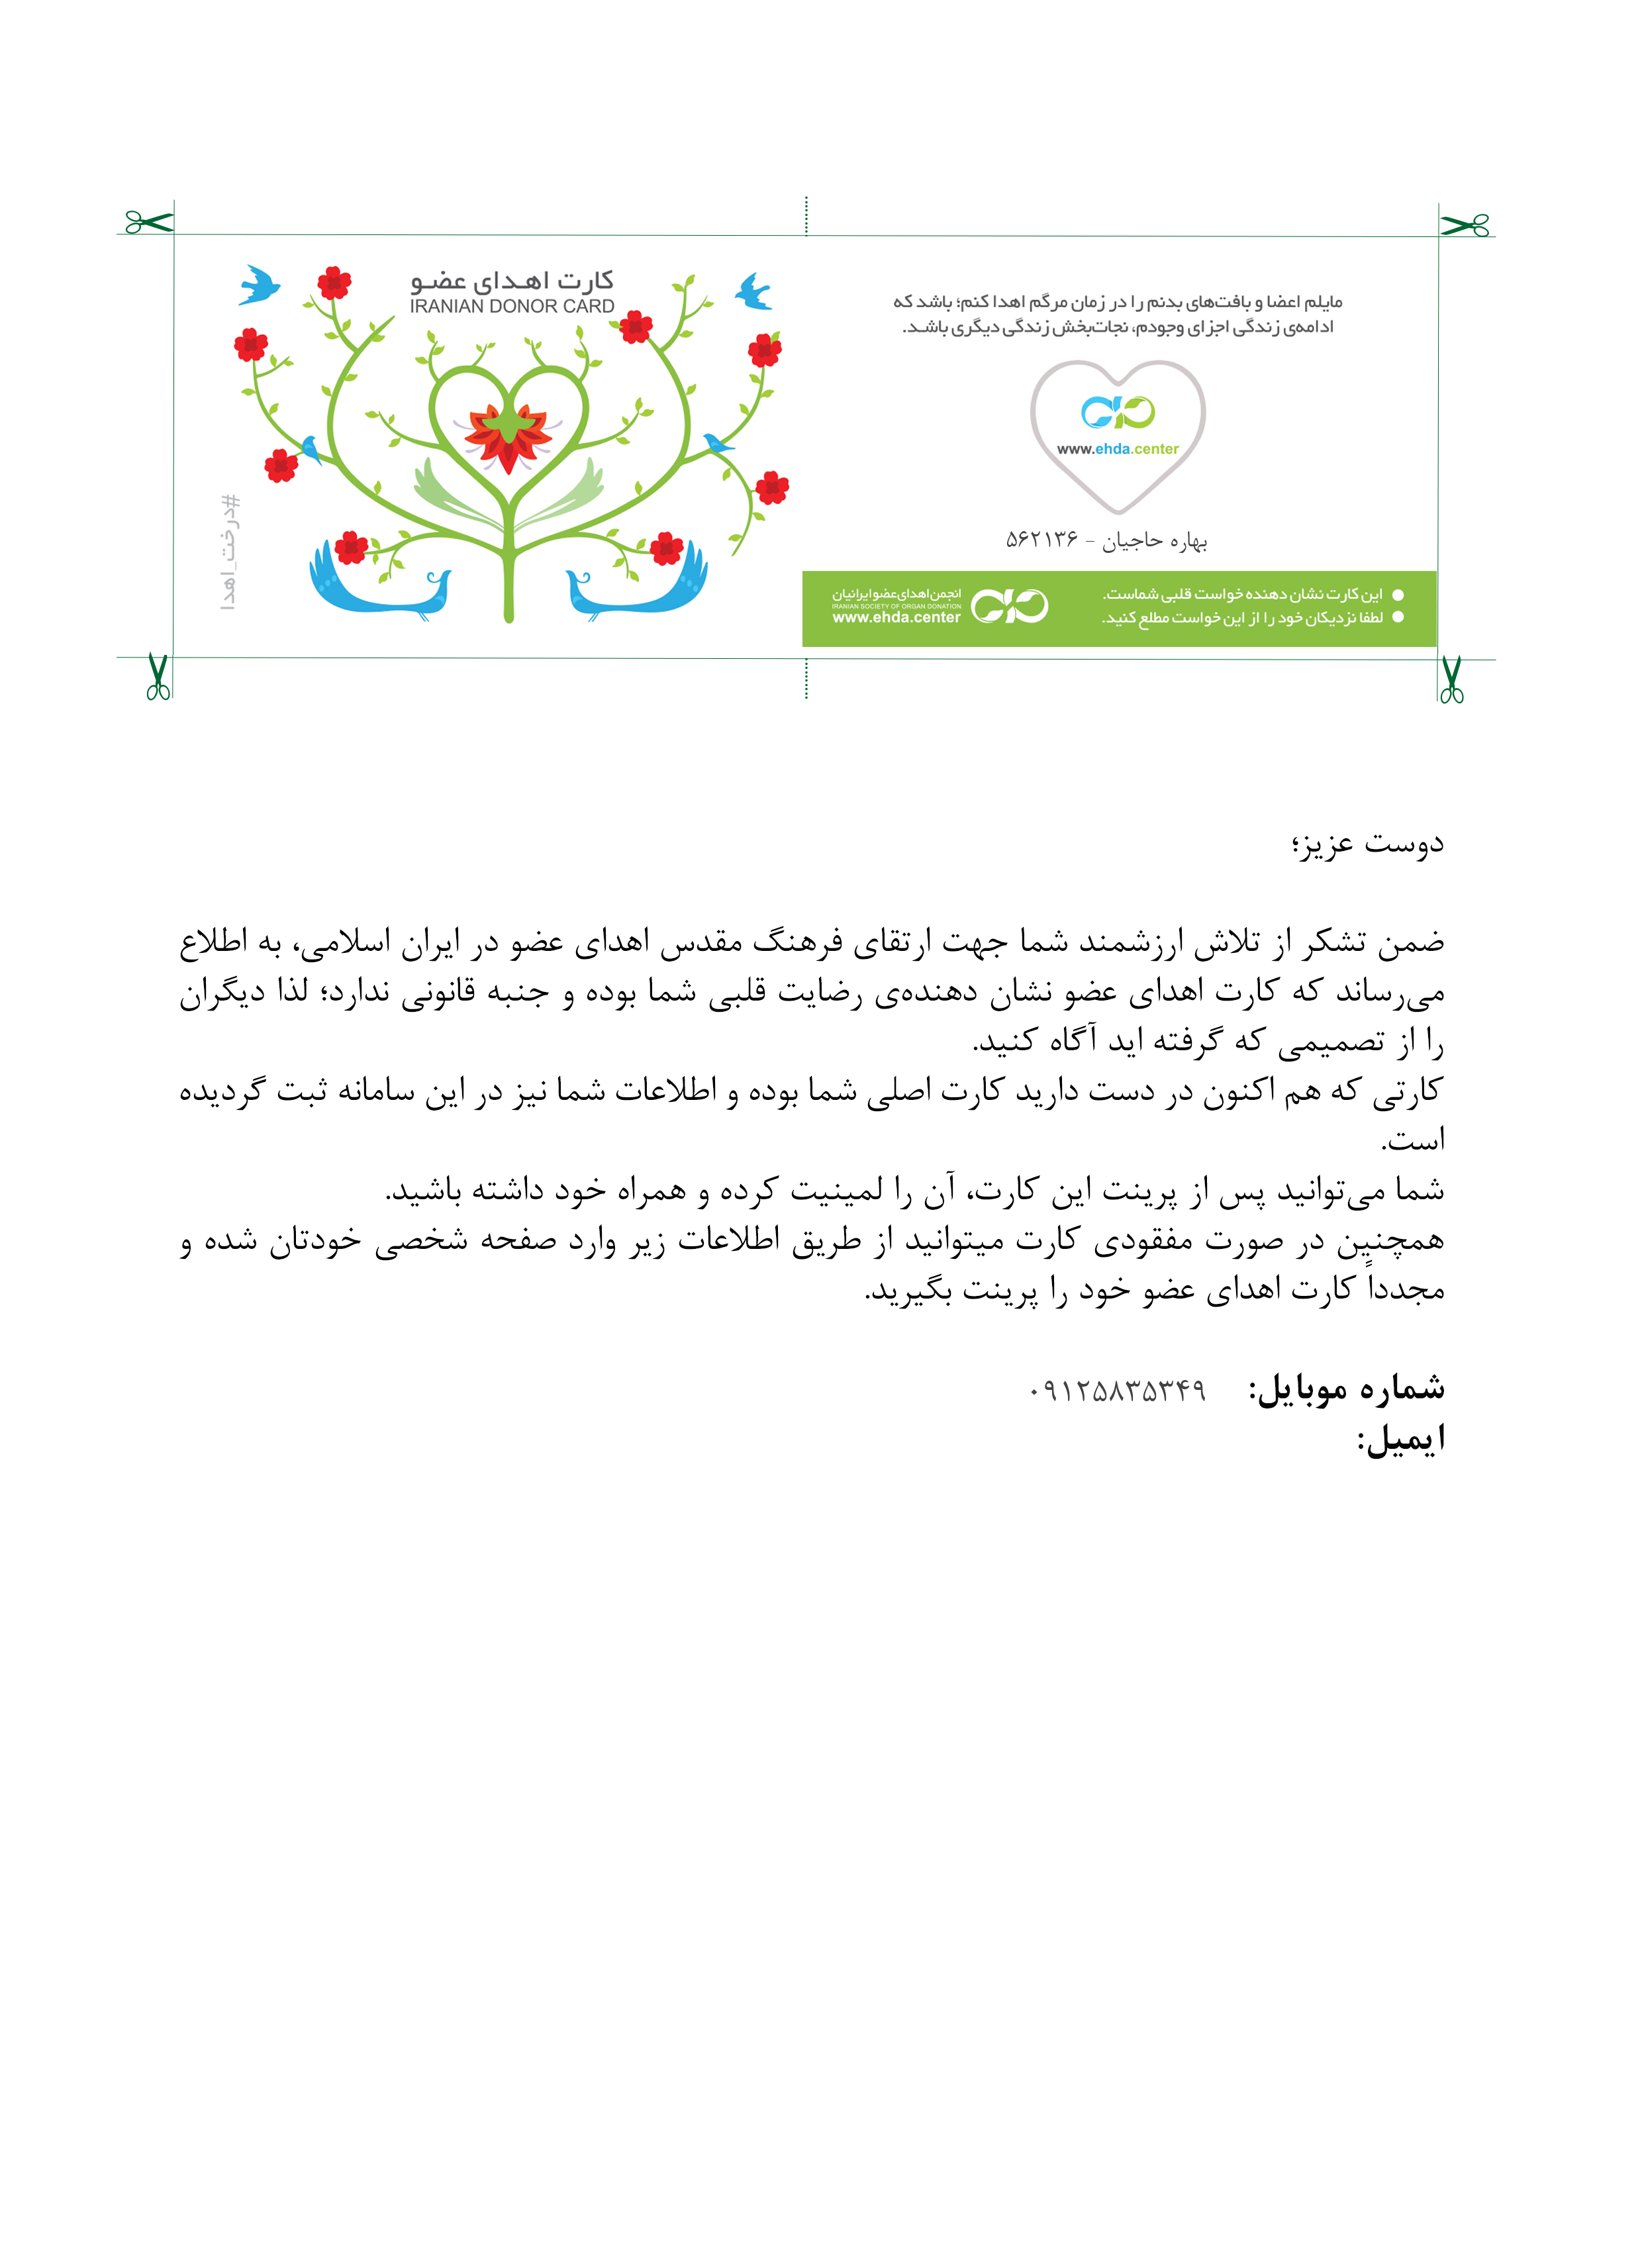 کارت اهدای عضو
IRANIAN DONOR CARD
#درخت_اهدا
مایلم اعضا و بافت‌های بدنم را در زمان مرگم اهدا کنم؛ باشد که
ادامه‌ی زندگی اجزای وجودم، نجات‌بخش زندگی دیگری باشد.
www.ehda.center
بهاره حاجیان - ۵۶۲۱۳۶
این کارت نشان دهنده خواست قلبی شماست.
لطفا نزدیکان خود را از این خواست مطلع کنید.
انجمن اهدای عضو ایرانیان
IRANIAN SOCIETY OF ORGAN DONATION
www.ehda.center
دوست عزیز؛
ضمن تشکر از تلاش ارزشمند شما جهت ارتقای فرهنگ مقدس اهدای عضو در ایران اسلامی، به اطلاع
می‌رساند که کارت اهدای عضو نشان دهنده‌ی رضایت قلبی شما بوده و جنبه قانونی ندارد؛ لذا دیگران
را از تصمیمی که گرفته اید آگاه کنید.
کارتی که هم اکنون در دست دارید کارت اصلی شما بوده و اطلاعات شما نیز در این سامانه ثبت گردیده
است.
شما می‌توانید پس از پرینت این کارت، آن را لمینیت کرده و همراه خود داشته باشید.
همچنین در صورت مفقودی کارت میتوانید از طریق اطلاعات زیر وارد صفحه شخصی خودتان شده و
مجدداً کارت اهدای عضو خود را پرینت بگیرید.
شماره موبایل: ۰۹۱۲۵۸۳۵۳۴۹
ایمیل: